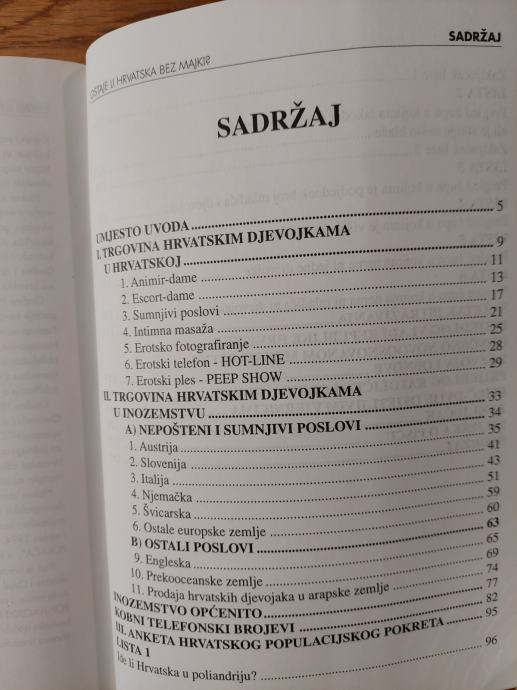 OSTAJE LI HRVATSKA BEZ MAJKI?
SADRŽAJ
SADRŽAJ
UMJESTO UVODA 5
I. TRGOVINA HRVATSKIM DJEVOJKAMA
U HRVATSKOJ 9
1. Animir-dame 11
2. Escort-dame 13
3. Sumnjivi poslovi 17
4. Intimna masaža 21
5. Erotsko fotografiranje 25
6. Erotski telefon - HOT-LINE 28
7. Erotski ples - PEEP SHOW 29
II. TRGOVINA HRVATSKIM DJEVOJKAMA
U INOZEMSTVU 33
A) NEPOŠTENI I SUMNJIVI POSLOVI 34
1. Austrija 35
2. Slovenija 41
3. Italija 43
4. Njemačka 51
5. Švicarska 59
6. Ostale europske zemlje 60
B) OSTALI POSLOVI 63
9. Engleska 65
10. Prekooceanske zemlje 69
11. Prodaja hrvatskih djevojaka u arapske zemlje 74
INOZEMSTVO OPĆENITO 77
KOBNI TELEFONSKI BROJEVI 82
III. ANKETA HRVATSKOG POPULACIJSKOG POKRETA 95
LISTA 1
Ide li Hrvatska u poliandriju? 96